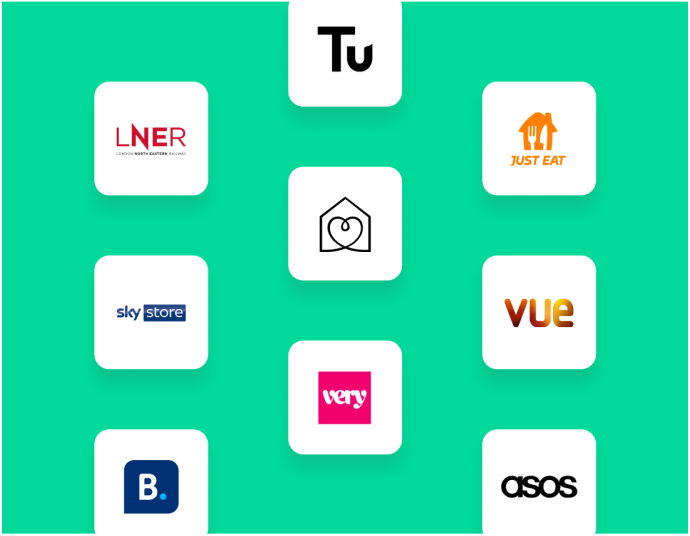 Tu
LNER
LONDON NORTH EASTERN RAILWAY
JUST EAT
sky store
vue
very
B.
asos